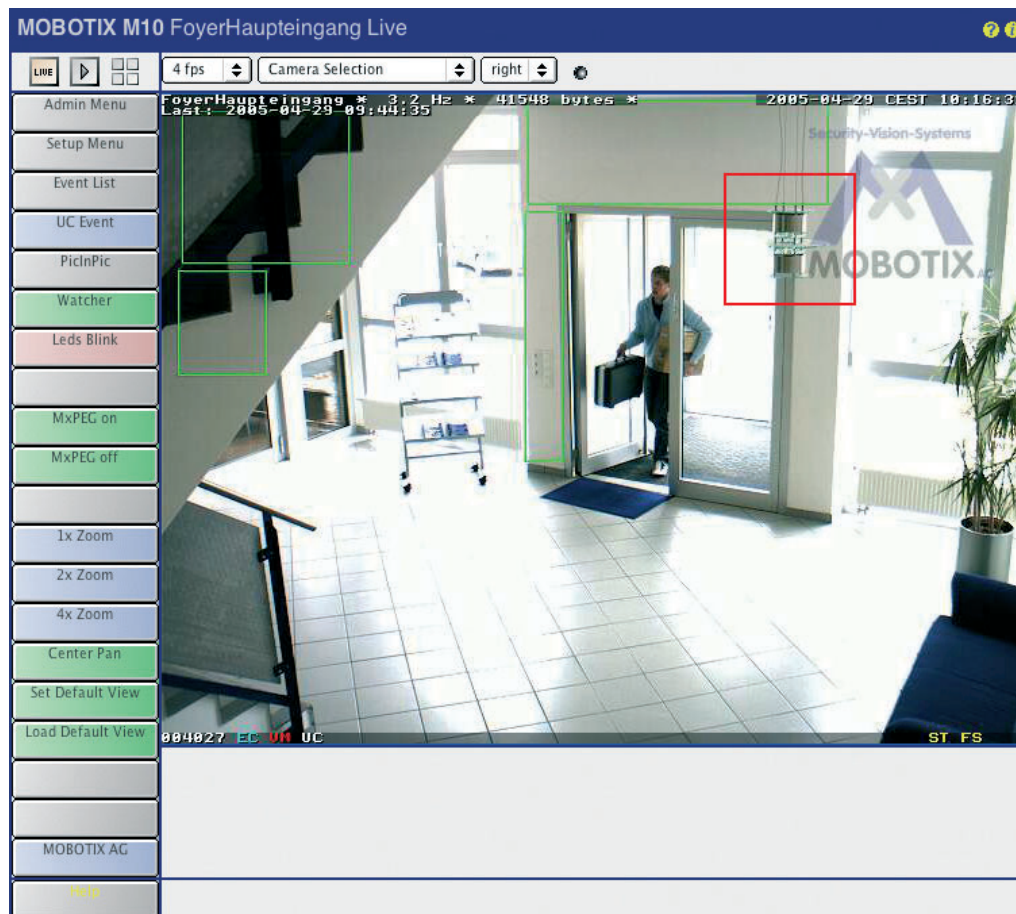 MOBOTIX M10 FoyerHaupteingang Live
LIVE
4 fps
Camera Selection
right
Admin Menu
Setup Menu
Event List
UC Event
PicInPic
Watcher
Leds Blink
MxPEG on
MxPEG off
1x Zoom
2x Zoom
4x Zoom
Center Pan
Set Default View
Load Default View
MOBOTIX AG
Help
FoyerHaupteingang * 3.2 Hz * 41548 bytes *
2005-04-29 CEST 10:16:3
Last: 2005-04-29-09:44:35
Security-Vision-Systems
MOBOTIX AG
004027 EC VM UC
ST FS